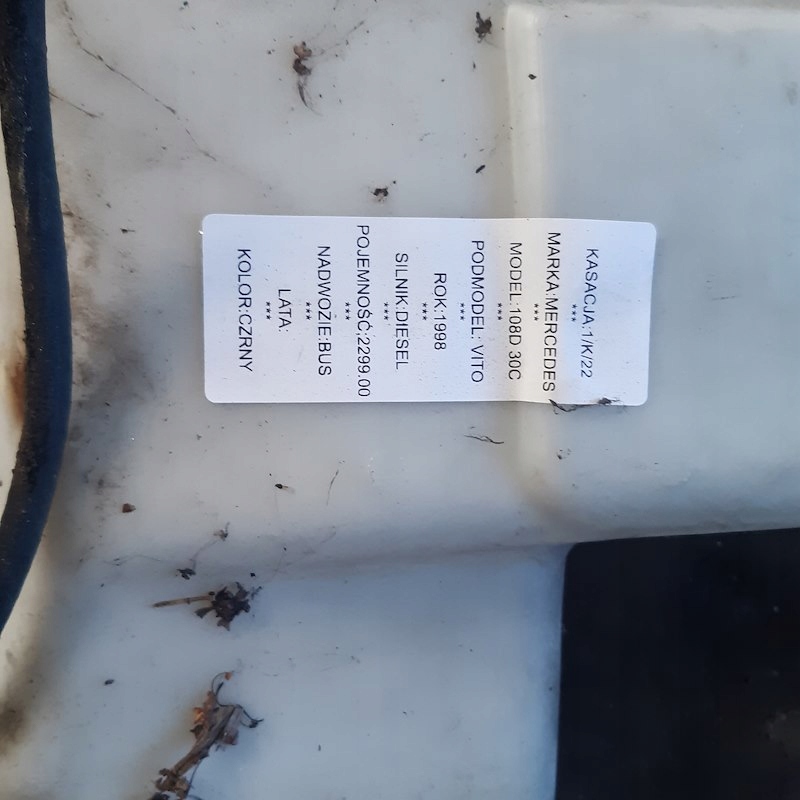 KASACJA:1/K/22
***
MARKA:MERCEDES
***
MODEL:108D 30C
***
PODMODEL: VITO
***
ROK:1998
***
SILNIK:DIESEL
***
POJEMNOŚĆ:2299.00
***
NADWOZIE:BUS
***
LATA:
***
KOLOR:CZRNY